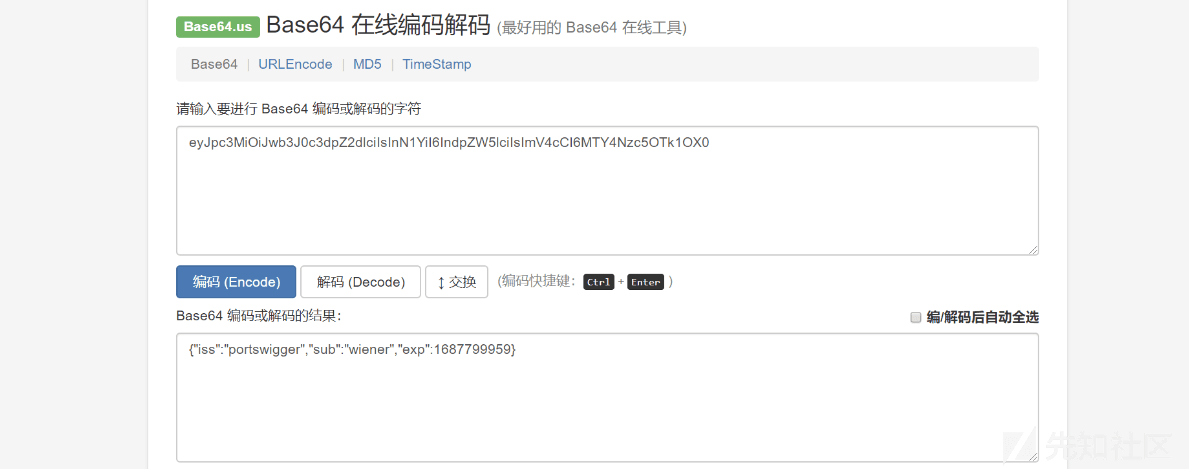 Base64.us Base64 在线编码解码 (最好用的 Base64 在线工具)
Base64 | URLEncode | MD5 | TimeStamp
请输入要进行 Base64 编码或解码的字符
eyJpc3MiOiJwb3J0c3dpZ2dlciIsInN1YiI6IndpZW5lciIsImV4cCI6MTY4Nzc5OTk1OX0
编码 (Encode) 解码 (Decode) ↕ 交换 (编码快捷键: Ctrl + Enter )
Base64 编码或解码的结果: 编/解码后自动全选
{"iss":"portswigger","sub":"wiener","exp":1687799959}
先知社区